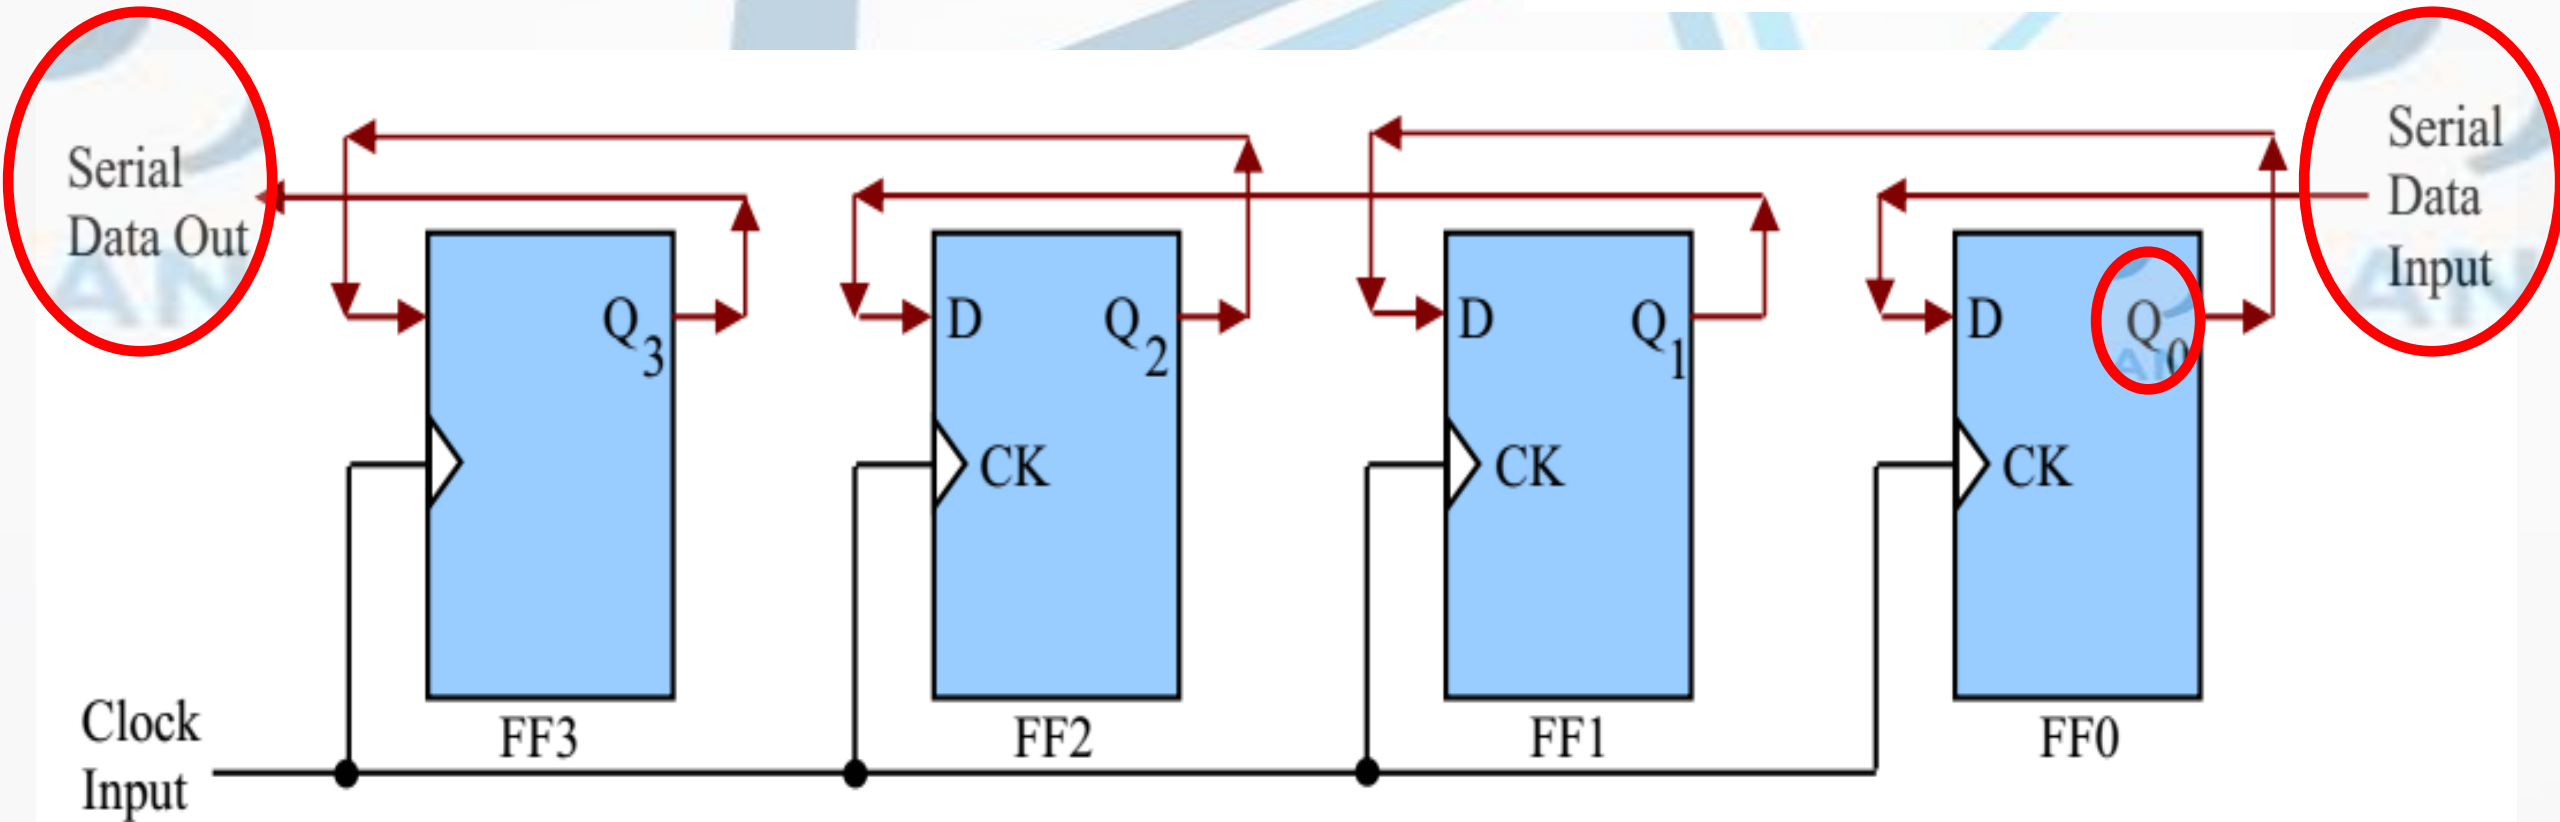 Serial
Data Out
Serial
Data
Input
Q3
D Q2
D Q1
D Q0
CK
CK
CK
FF3
FF2
FF1
FF0
Clock
Input